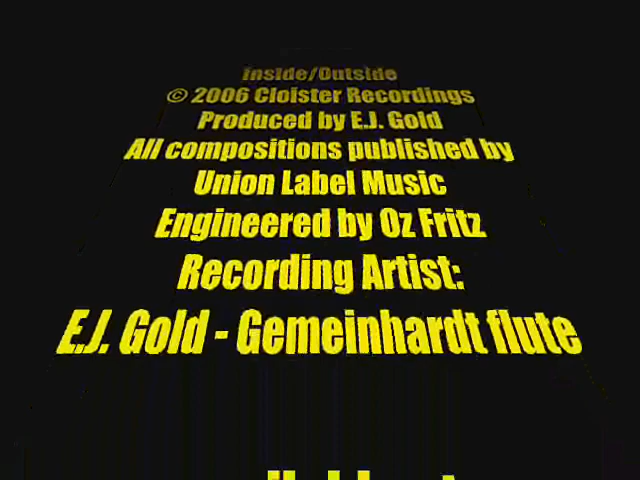 Inside/Outside
© 2006 Cloister Recordings
Produced by E.J. Gold
All compositions published by
Union Label Music
Engineered by Oz Fritz
Recording Artist:
E.J. Gold - Gemeinhardt flute